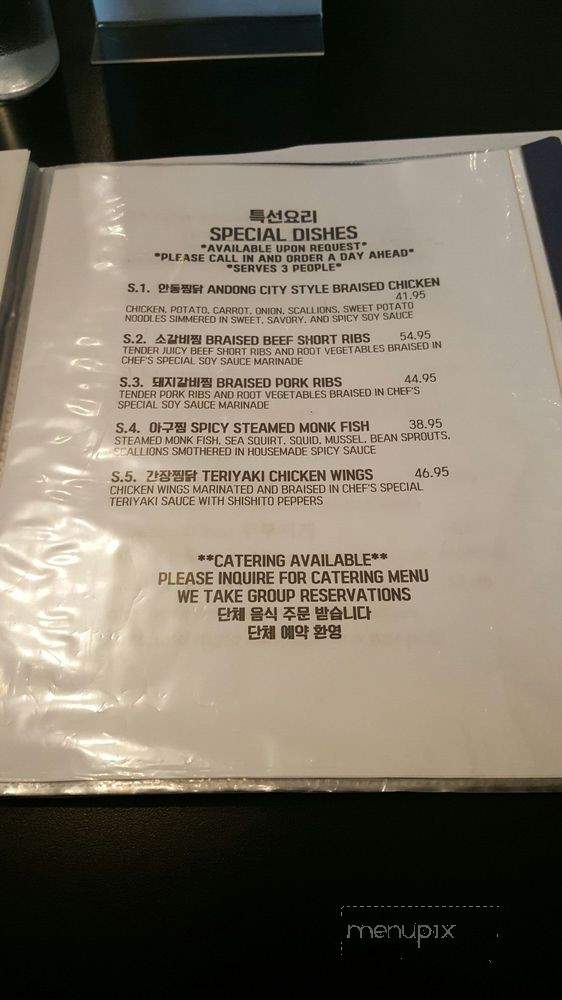 특선요리
SPECIAL DISHES
*AVAILABLE UPON REQUEST*
*PLEASE CALL IN AND ORDER A DAY AHEAD*
*SERVES 3 PEOPLE*
S.1. 안동찜닭 ANDONG CITY STYLE BRAISED CHICKEN
41.95
CHICKEN, POTATO, CARROT, ONION, SCALLIONS, SWEET POTATO
NOODLES SIMMERED IN SWEET, SAVORY, AND SPICY SOY SAUCE
S.2. 소갈비찜 BRAISED BEEF SHORT RIBS 54.95
TENDER JUICY BEEF SHORT RIBS AND ROOT VEGETABLES BRAISED IN
CHEF'S SPECIAL SOY SAUCE MARINADE
S.3. 돼지갈비찜 BRAISED PORK RIBS 44.95
TENDER PORK RIBS AND ROOT VEGETABLES BRAISED IN CHEF'S
SPECIAL SOY SAUCE MARINADE
S.4. 아구찜 SPICY STEAMED MONK FISH 38.95
STEAMED MONK FISH, SEA SQUIRT, SQUID, MUSSEL, BEAN SPROUTS,
SCALLIONS SMOTHERED IN HOUSEMADE SPICY SAUCE
S.5. 간장찜닭 TERIYAKI CHICKEN WINGS 46.95
CHICKEN WINGS MARINATED AND BRAISED IN CHEF'S SPECIAL
TERIYAKI SAUCE WITH SHISHITO PEPPERS
**CATERING AVAILABLE**
PLEASE INQUIRE FOR CATERING MENU
WE TAKE GROUP RESERVATIONS
단체 음식 주문 받습니다
단체 예약 환영
menupix